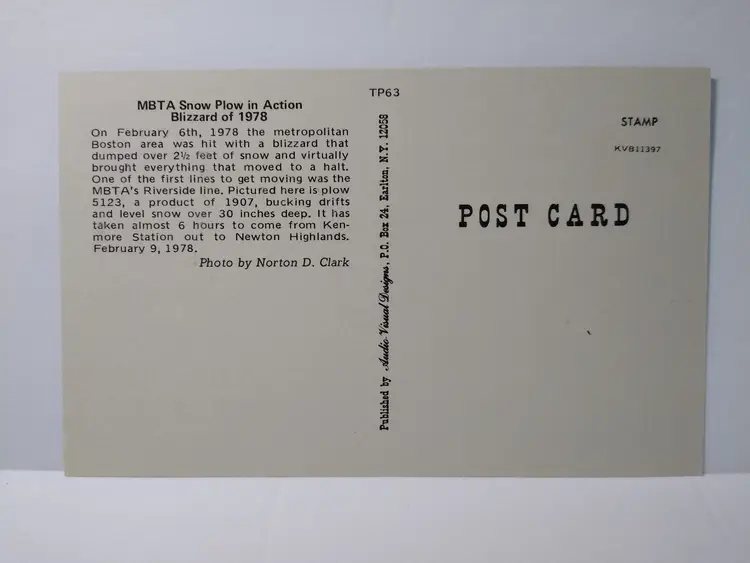 MBTA Snow Plow in Action
Blizzard of 1978
On February 6th, 1978 the metropolitan
Boston area was hit with a blizzard that
dumped over 2½ feet of snow and virtually
brought everything that moved to a halt.
One of the first lines to get moving was the
MBTA's Riverside line. Pictured here is plow
5123, a product of 1907, bucking drifts
and level snow over 30 inches deep. It has
taken almost 6 hours to come from Ken-
more Station out to Newton Highlands.
February 9, 1978.
Photo by Norton D. Clark
TP63
Published by Audio Visual Designs, P.O. Box 24, Earlton, N.Y. 12058
STAMP
KVB11397
POST CARD